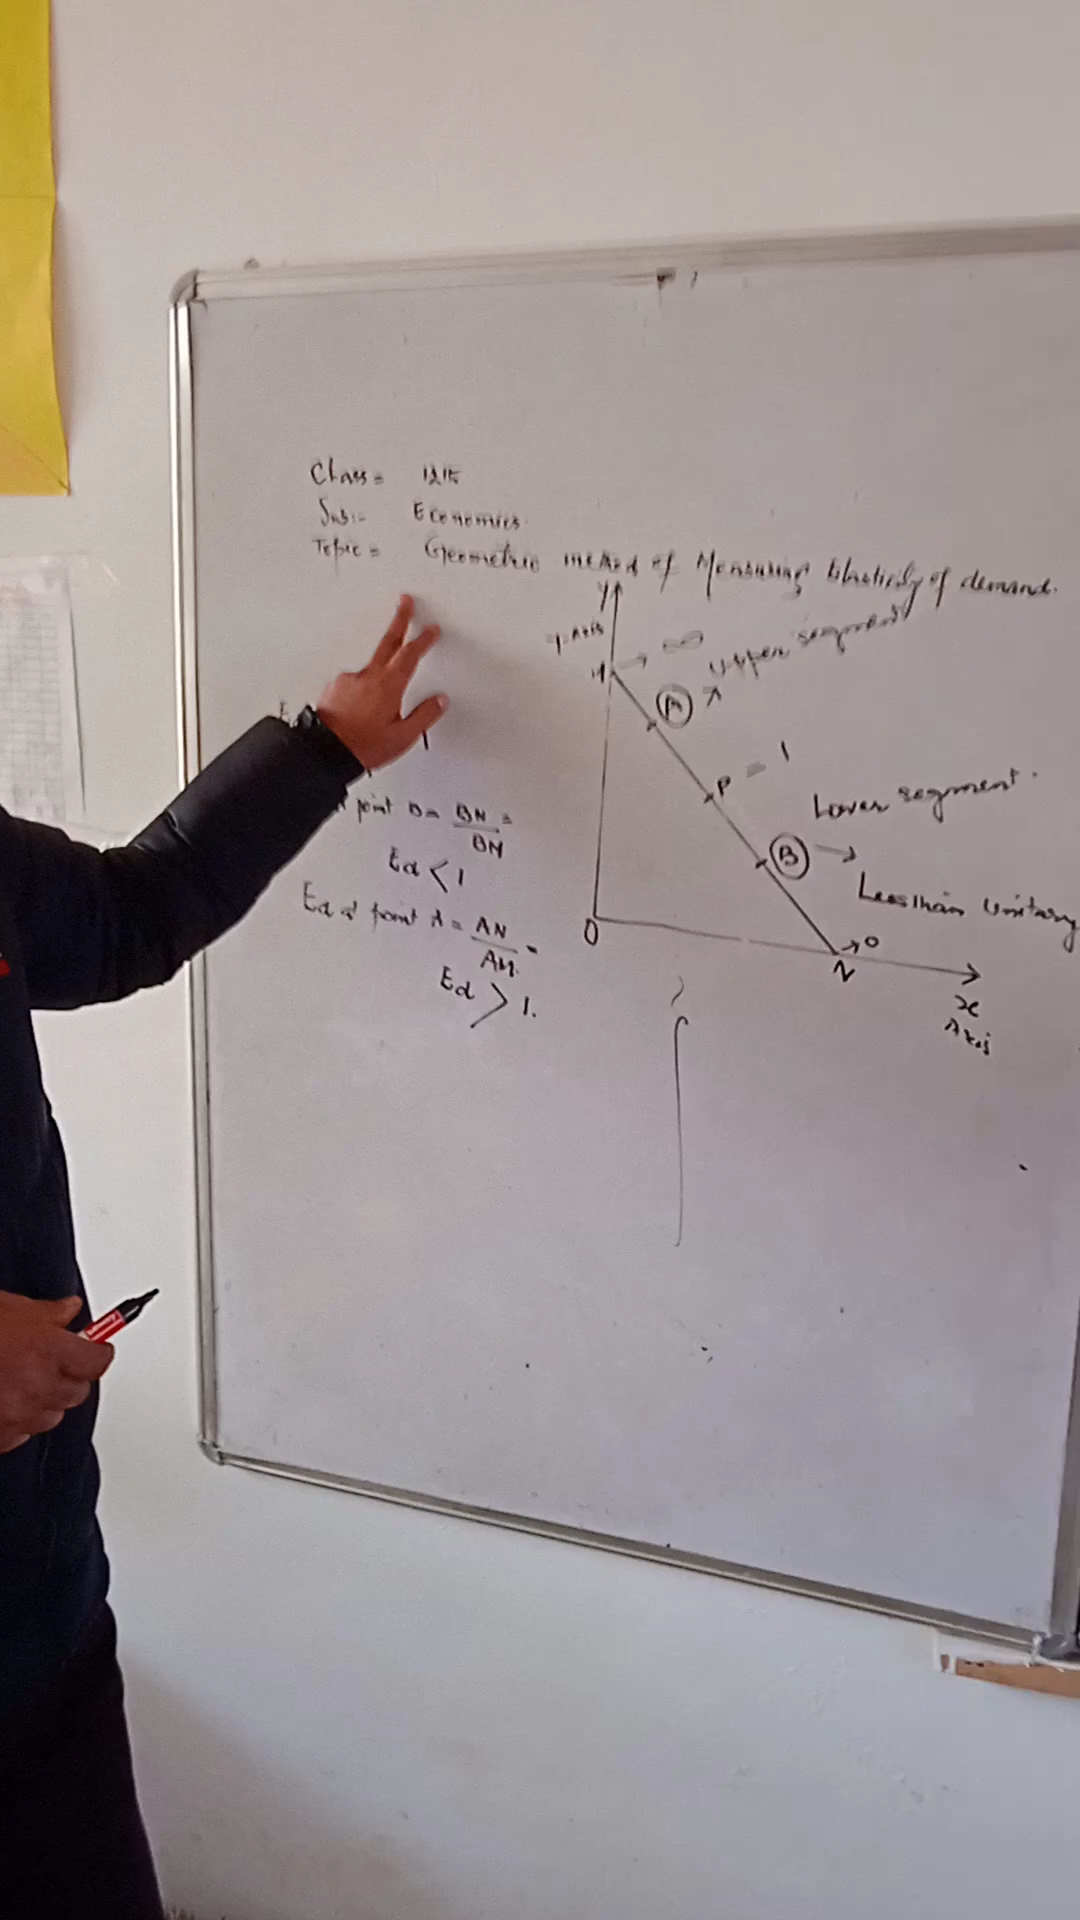 Class = 12th
Sub:- Economics.
Topic = Geometric method of Measuring Elasticity of demand.
Y
Y-Axis
M → ∞
Upper segment
A
P = 1
Lower segment.
B →
Less than Unitary
O
N → 0
x
Axis
point B = BN =
BM
Ed < 1
Ed at point A = AN =
AM.
Ed > 1.